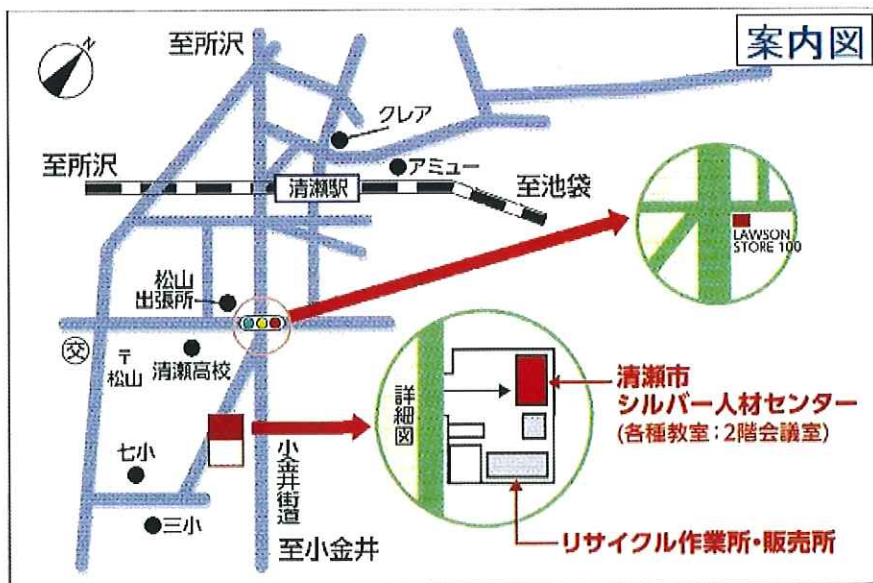 案内図
N
至所沢
クレア
至所沢
清瀬駅
アミュー
至池袋
LAWSON
STORE 100
松山
出張所
交
〒
松山
清瀬高校
詳細図
清瀬市
シルバー人材センター
(各種教室:2階会議室)
七小
小金井街道
三小
至小金井
リサイクル作業所・販売所